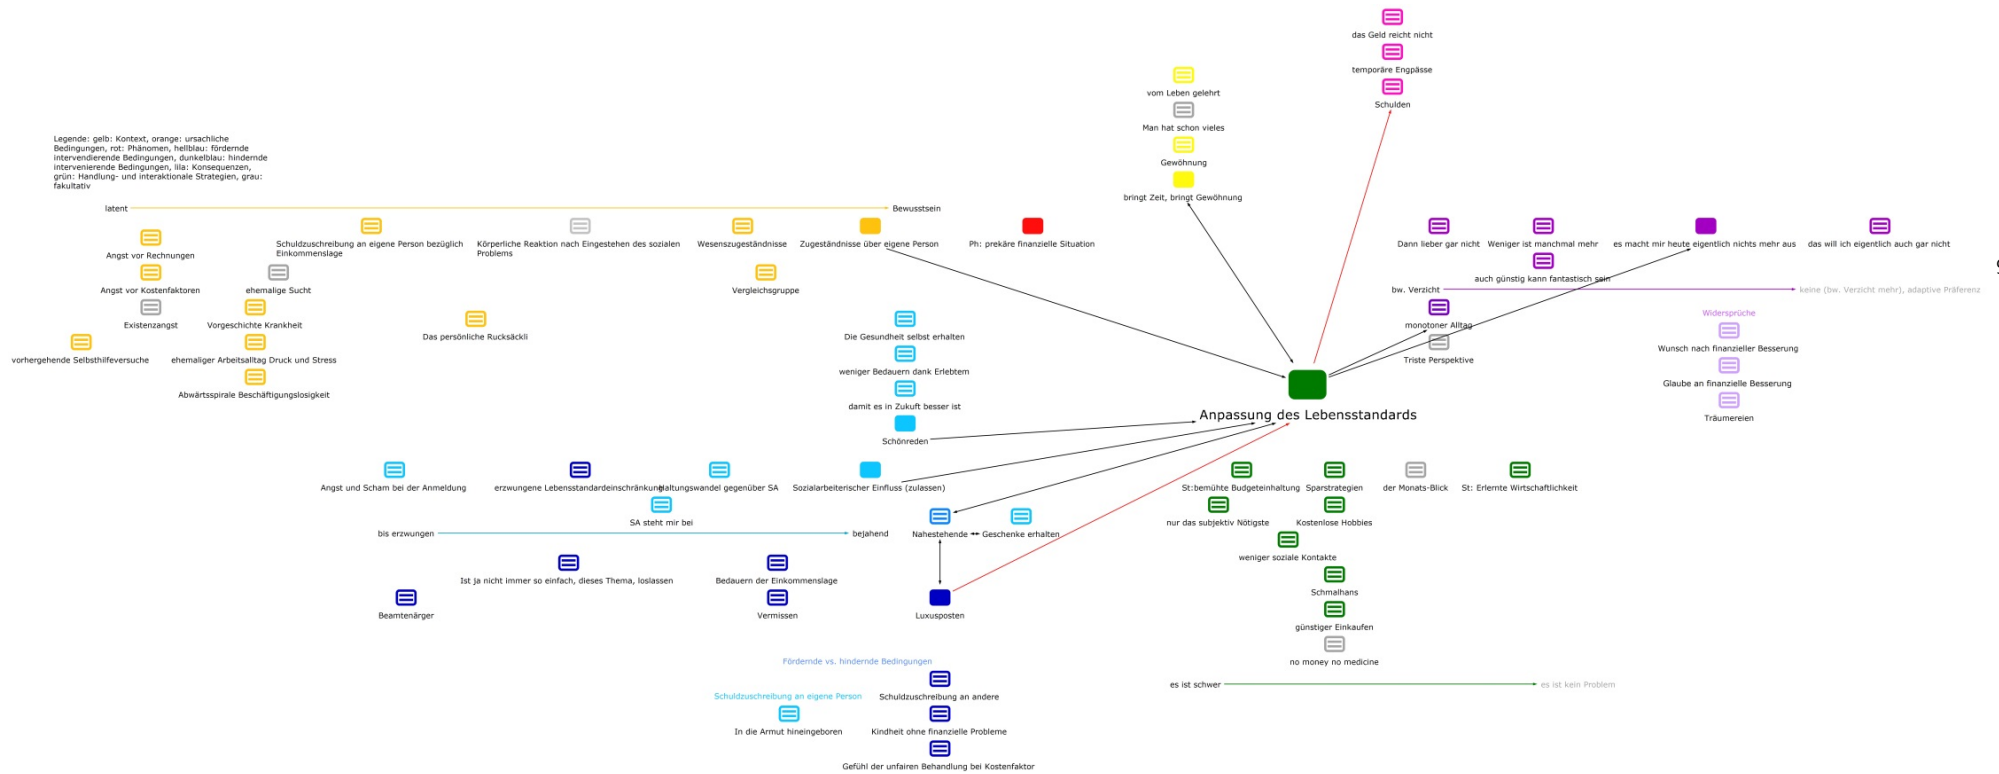 das Geld reicht nicht
temporäre Engpässe
Schulden
vom Leben gelehrt
Man hat schon vieles
Gewöhnung
bringt Zeit, bringt Gewöhnung
Legende: gelb: Kontext, orange: ursachliche
Bedingungen, rot: Phänomen, hellblau: fördernde
intervendierende Bedingungen, dunkelblau: hindernde
intervenierende Bedingungen, lila: Konsequenzen,
grün: Handlung- und interaktionale Strategien, grau:
fakultativ
latent
Bewusstsein
Angst vor Rechnungen
Schuldzuschreibung an eigene Person bezüglich
Einkommenslage
Körperliche Reaktion nach Eingestehen des sozialen
Problems
Wesenszugeständnisse
Zugeständnisse über eigene Person
Ph: prekäre finanzielle Situation
Dann lieber gar nicht
Weniger ist manchmal mehr
es macht mir heute eigentlich nichts mehr aus
das will ich eigentlich auch gar nicht
auch günstig kann fantastisch sein
bw. Verzicht
keine (bw. Verzicht mehr), adaptive Präferenz
Angst vor Kostenfaktoren
ehemalige Sucht
Vergleichsgruppe
Existenzangst
Vorgeschichte Krankheit
Das persönliche Rucksäckli
vorhergehende Selbsthilfeversuche
ehemaliger Arbeitsalltag Druck und Stress
Abwärtsspirale Beschäftigungslosigkeit
Die Gesundheit selbst erhalten
weniger Bedauern dank Erlebtem
damit es in Zukunft besser ist
Schönreden
monotoner Alltag
Triste Perspektive
Widersprüche
Wunsch nach finanzieller Besserung
Glaube an finanzielle Besserung
Träumereien
Anpassung des Lebensstandards
Angst und Scham bei der Anmeldung
erzwungene Lebensstandardeinschränkung
Haltungswandel gegenüber SA
Sozialarbeiterischer Einfluss (zulassen)
SA steht mir bei
bis erzwungen
bejahend
Nahestehende
Geschenke erhalten
St:bemühte Budgeteinhaltung
Sparstrategien
der Monats-Blick
St: Erlernte Wirtschaftlichkeit
nur das subjektiv Nötigste
Kostenlose Hobbies
weniger soziale Kontakte
Schmalhans
günstiger Einkaufen
no money no medicine
es ist schwer
es ist kein Problem
Ist ja nicht immer so einfach, dieses Thema, loslassen
Bedauern der Einkommenslage
Beamtenärger
Vermissen
Luxusposten
Fördernde vs. hindernde Bedingungen
Schuldzuschreibung an eigene Person
Schuldzuschreibung an andere
In die Armut hineingeboren
Kindheit ohne finanzielle Probleme
Gefühl der unfairen Behandlung bei Kostenfaktor